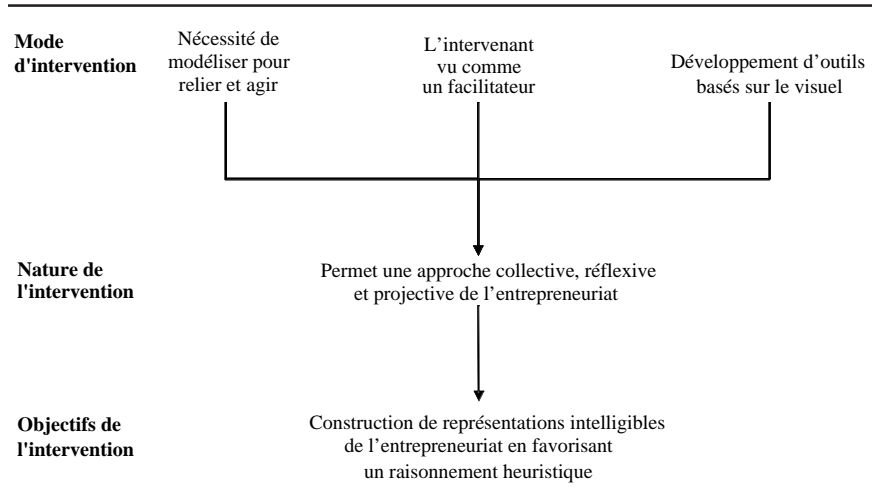 Mode
d'intervention
Nécessité de
modéliser pour
relier et agir
L’intervenant
vu comme
un facilitateur
Développement d’outils
basés sur le visuel
Nature de
l'intervention
Permet une approche collective, réflexive
et projective de l’entrepreneuriat
Objectifs de
l'intervention
Construction de représentations intelligibles
de l’entrepreneuriat en favorisant
un raisonnement heuristique